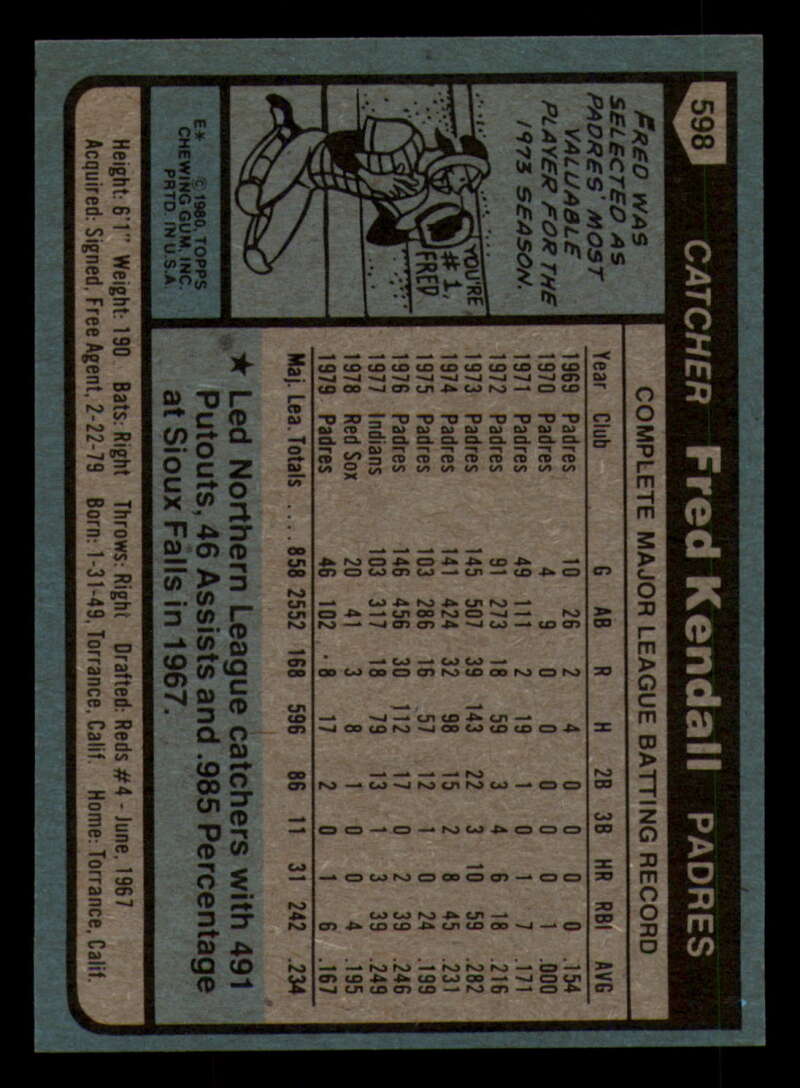 598 CATCHER Fred Kendall PADRES
FRED WAS
SELECTED AS
PADRES' MOST
VALUABLE
PLAYER FOR THE
1973 SEASON.
YOU'RE
#1,
FRED
E* © 1980, TOPPS
CHEWING GUM, INC.
PRTD. IN U.S.A.
COMPLETE MAJOR LEAGUE BATTING RECORD
Year Club G AB R H 2B 3B HR RBI AVG
1969 Padres 10 26 2 4 0 0 0 0 .154
1970 Padres 4 9 0 0 0 0 0 1 .000
1971 Padres 49 111 2 19 1 0 1 7 .171
1972 Padres 91 273 18 59 3 4 6 18 .216
1973 Padres 145 507 39 143 22 3 10 59 .282
1974 Padres 141 424 32 98 15 2 8 45 .231
1975 Padres 103 286 16 57 12 1 0 24 .199
1976 Padres 146 456 30 112 17 0 2 39 .246
1977 Indians 103 317 18 79 13 1 3 39 .249
1978 Red Sox 20 41 3 8 1 0 0 4 .195
1979 Padres 46 102 8 17 2 0 1 6 .167
Maj. Lea. Totals .... 858 2552 168 596 86 11 31 242 .234
★ Led Northern League catchers with 491
Putouts, 46 Assists and .985 Percentage
at Sioux Falls in 1967.
Height: 6'1" Weight: 190 Bats: Right Throws: Right Drafted: Reds #4 - June, 1967
Acquired: Signed, Free Agent, 2-22-79 Born: 1-31-49, Torrance, Calif. Home: Torrance, Calif.